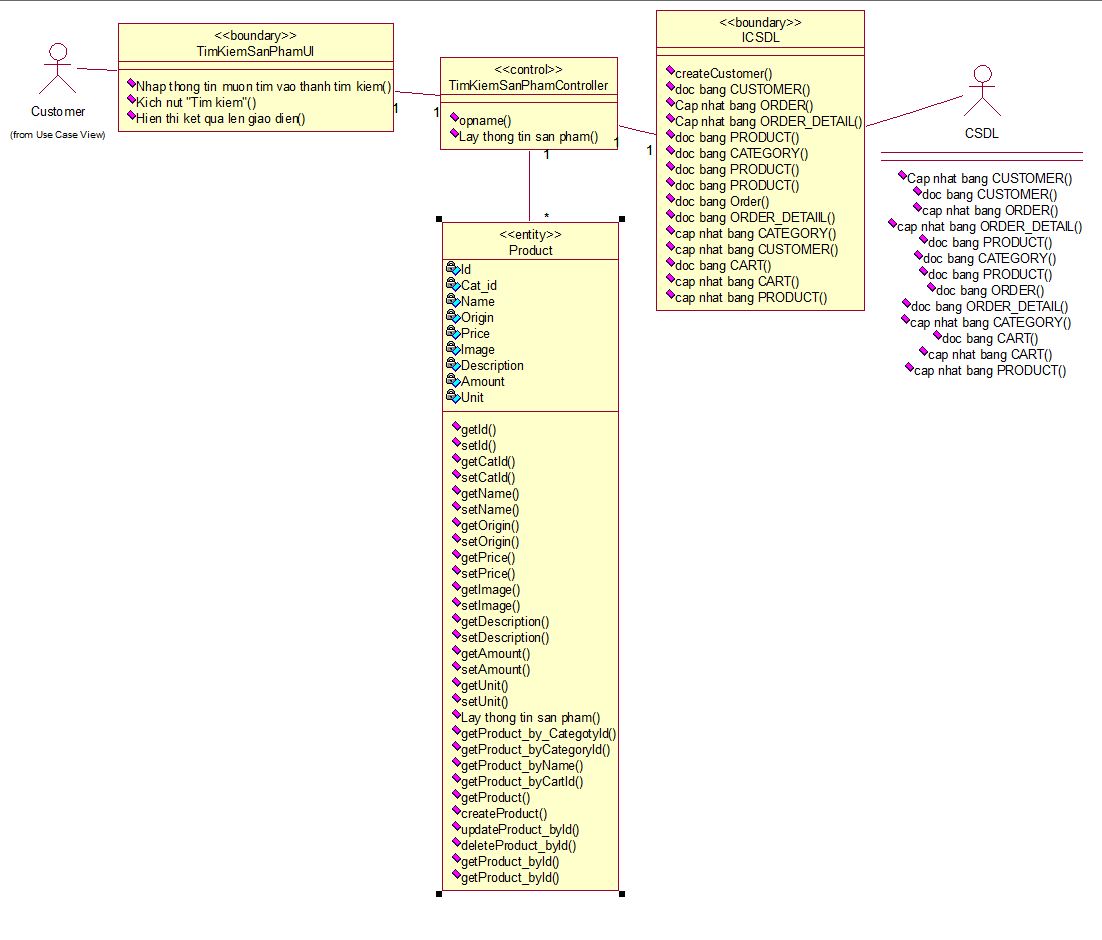 Customer
(from Use Case View)
<<boundary>>
TimKiemSanPhamUI
Nhap thong tin muon tim vao thanh tim kiem()
Kich nut "Tim kiem"()
Hien thi ket qua len giao dien()
1
1
<<control>>
TimKiemSanPhamController
opname()
Lay thong tin san pham()
1
1
1
*
<<boundary>>
ICSDL
createCustomer()
doc bang CUSTOMER()
Cap nhat bang ORDER()
Cap nhat bang ORDER_DETAIL()
doc bang PRODUCT()
doc bang CATEGORY()
doc bang PRODUCT()
doc bang PRODUCT()
doc bang Order()
doc bang ORDER_DETAIL()
cap nhat bang CATEGORY()
cap nhat bang CUSTOMER()
doc bang CART()
cap nhat bang CART()
cap nhat bang PRODUCT()
CSDL
Cap nhat bang CUSTOMER()
doc bang CUSTOMER()
cap nhat bang ORDER()
cap nhat bang ORDER_DETAIL()
doc bang PRODUCT()
doc bang CATEGORY()
doc bang PRODUCT()
doc bang ORDER()
doc bang ORDER_DETAIL()
cap nhat bang CATEGORY()
doc bang CART()
cap nhat bang CART()
cap nhat bang PRODUCT()
<<entity>>
Product
Id
Cat_id
Name
Origin
Price
Image
Description
Amount
Unit
getId()
setId()
getCatId()
setCatId()
getName()
setName()
getOrigin()
setOrigin()
getPrice()
setPrice()
getImage()
setImage()
getDescription()
setDescription()
getAmount()
setAmount()
getUnit()
setUnit()
Lay thong tin san pham()
getProduct_by_CategotyId()
getProduct_byCategoryId()
getProduct_byName()
getProduct_byCartId()
getProduct()
createProduct()
updateProduct_byId()
deleteProduct_byId()
getProduct_byId()
getProduct_byId()